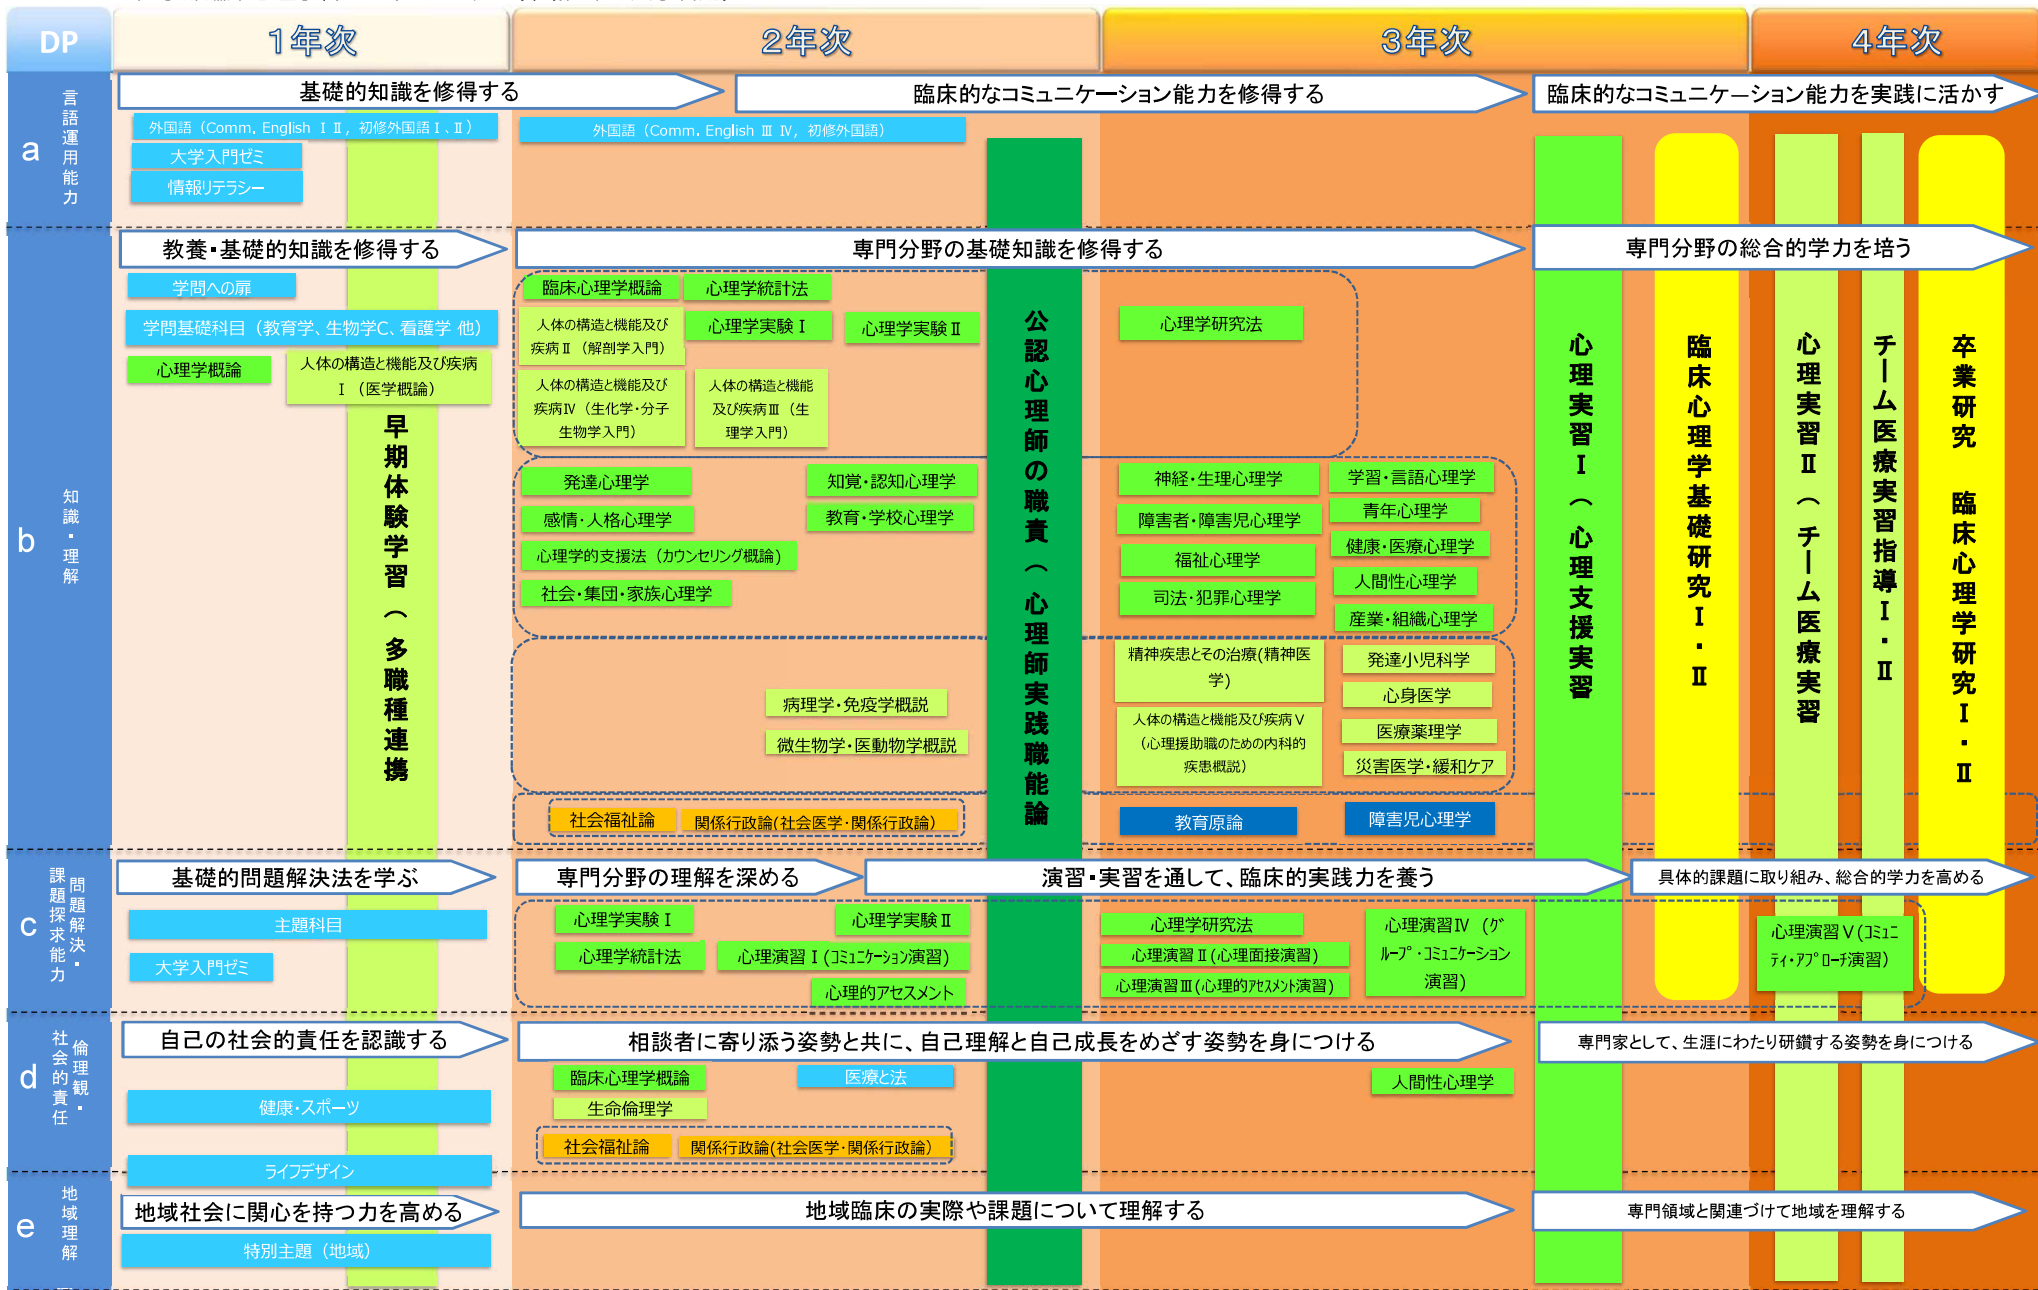 DP
1年次
2年次
3年次
4年次
a
言語運用能力
基礎的知識を修得する
臨床的なコミュニケーション能力を修得する
臨床的なコミュニケーション能力を実践に活かす
外国語（Comm. English Ⅰ Ⅱ, 初修外国語Ⅰ、Ⅱ）
外国語（Comm. English Ⅲ Ⅳ, 初修外国語）
大学入門ゼミ
情報リテラシー
b
知識・理解
教養・基礎的知識を修得する
専門分野の基礎知識を修得する
専門分野の総合的学力を培う
学問への扉
学問基礎科目（教育学、生物学C、看護学 他）
心理学概論
人体の構造と機能及び疾病
Ⅰ（医学概論）
早期体験学習（多職種連携
臨床心理学概論
心理学統計法
人体の構造と機能及び
疾病Ⅱ（解剖学入門）
心理学実験Ⅰ
心理学実験Ⅱ
人体の構造と機能及び
疾病Ⅳ（生化学・分子
生物学入門）
人体の構造と機能
及び疾病Ⅲ（生
理学入門）
心理学研究法
公認心理師の職責（心理師実践職能論
発達心理学
知覚・認知心理学
感情・人格心理学
教育・学校心理学
心理学的支援法（カウンセリング概論）
社会・集団・家族心理学
神経・生理心理学
学習・言語心理学
障害者・障害児心理学
青年心理学
福祉心理学
健康・医療心理学
司法・犯罪心理学
人間性心理学
産業・組織心理学
病理学・免疫学概説
微生物学・医動物学概説
精神疾患とその治療(精神医
学)
人体の構造と機能及び疾病Ⅴ
（心理援助職のための内科的
疾患概説）
発達小児科学
心身医学
医療薬理学
災害医学・緩和ケア
社会福祉論
関係行政論(社会医学・関係行政論）
教育原論
障害児心理学
心理実習Ⅰ（心理支援実習
臨床心理学基礎研究Ⅰ・Ⅱ
心理実習Ⅱ（チーム医療実習
チーム医療実習指導Ⅰ・Ⅱ
卒業研究　臨床心理学研究Ⅰ・Ⅱ
c
問題解決・
課題探求能力
基礎的問題解決法を学ぶ
専門分野の理解を深める
演習・実習を通して、臨床的実践力を養う
具体的課題に取り組み、総合的学力を高める
主題科目
大学入門ゼミ
心理学実験Ⅰ
心理学実験Ⅱ
心理学統計法
心理演習Ⅰ(コミュニケーション演習)
心理的アセスメント
心理学研究法
心理演習Ⅱ(心理面接演習)
心理演習Ⅲ(心理的アセスメント演習)
心理演習Ⅳ（グ
ループ・コミュニケーション
演習)
心理演習Ⅴ(コミュニ
ティ・アプローチ演習）
d
倫理観・
社会的責任
自己の社会的責任を認識する
相談者に寄り添う姿勢と共に、自己理解と自己成長をめざす姿勢を身につける
専門家として、生涯にわたり研鑽する姿勢を身につける
健康・スポーツ
ライフデザイン
臨床心理学概論
医療と法
生命倫理学
社会福祉論
関係行政論(社会医学・関係行政論）
人間性心理学
e
地域理解
地域社会に関心を持つ力を高める
地域臨床の実際や課題について理解する
専門領域と関連づけて地域を理解する
特別主題（地域）